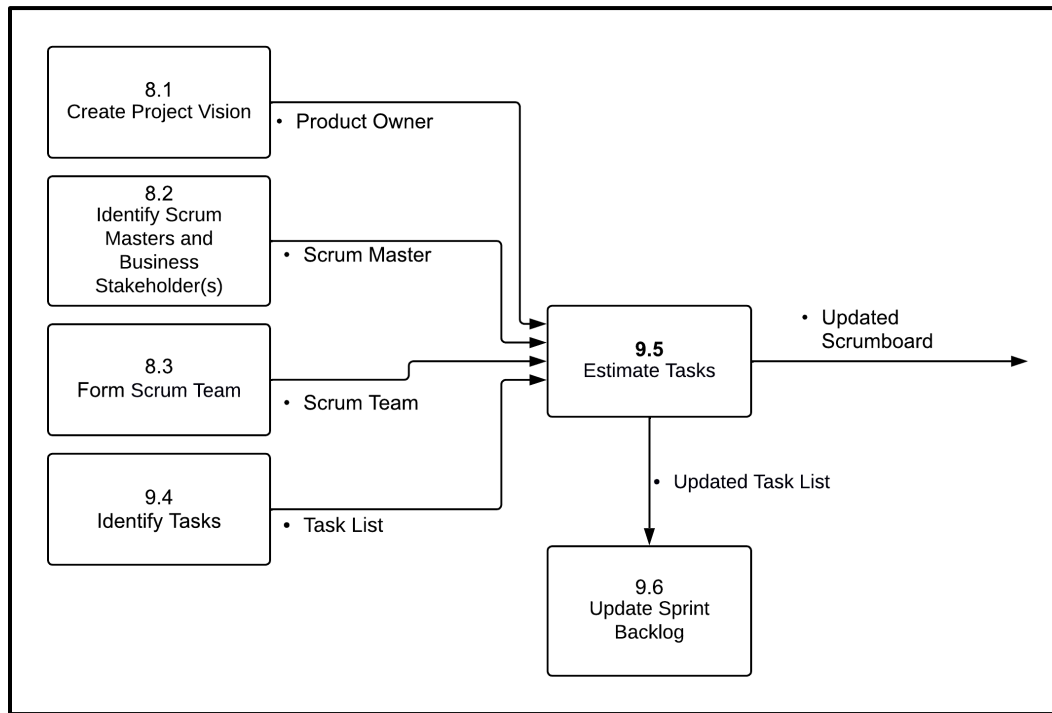 8.1
Create Project Vision
• Product Owner
8.2
Identify Scrum
Masters and
Business
Stakeholder(s)
• Scrum Master
8.3
Form Scrum Team
• Scrum Team
9.4
Identify Tasks
• Task List
9.5
Estimate Tasks
• Updated
Scrumboard
• Updated Task List
9.6
Update Sprint
Backlog